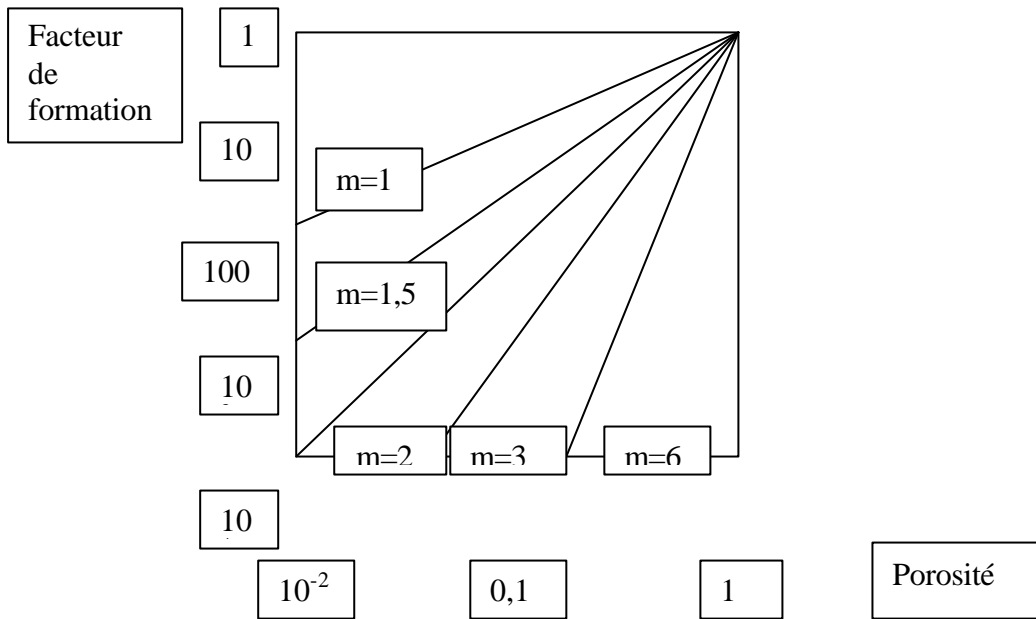 Facteur
de
formation
1
10
m=1
100
m=1,5
10
m=2
m=3
m=6
10
10-2
0,1
1
Porosité